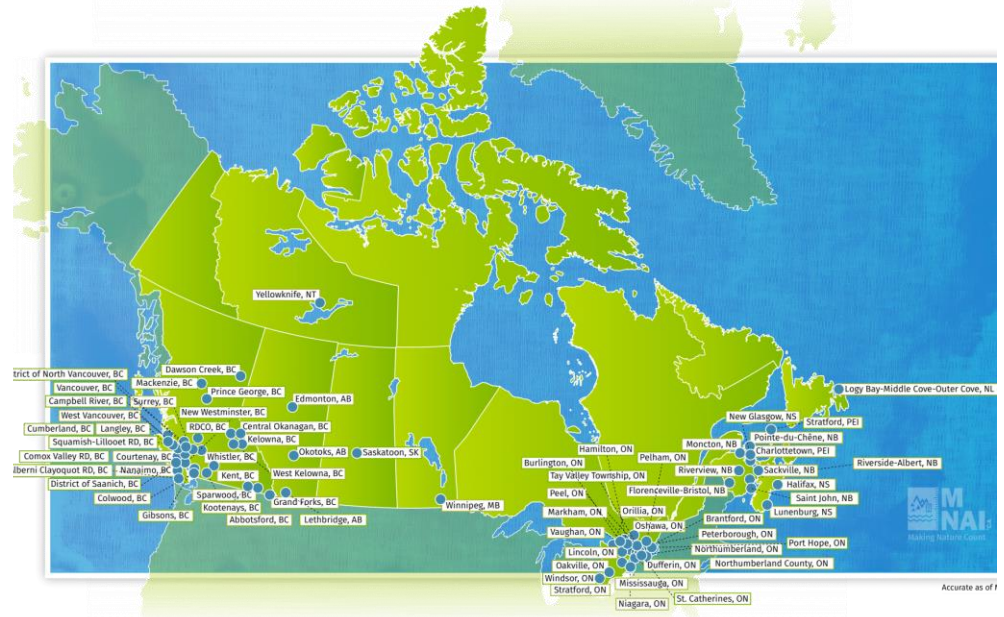 Yellowknife, NT
Dawson Creek, BC
trict of North Vancouver, BC
Mackenzie, BC
Vancouver, BC
Prince George, BC
Campbell River, BC
Surrey, BC
Edmonton, AB
New Westminster, BC
West Vancouver, BC
RDCO, BC
Central Okanagan, BC
Cumberland, BC
Langley, BC
Kelowna, BC
Squamish-Lillooet RD, BC
Okotoks, AB
Saskatoon, SK
Comox Valley RD, BC
Courtenay, BC
Whistler, BC
lberni Clayoquot RD, BC
Nanaimo, BC
Kent, BC
West Kelowna, BC
District of Saanich, BC
Sparwood, BC
Grand Forks, BC
Colwood, BC
Kootenays, BC
Gibsons, BC
Abbotsford, BC
Lethbridge, AB
Winnipeg, MB
Logy Bay-Middle Cove-Outer Cove, NL
New Glasgow, NS
Stratford, PEI
Moncton, NB
Pointe-du-Chêne, NB
Charlottetown, PEI
Riverview, NB
Sackville, NB
Riverside-Albert, NB
Florenceville-Bristol, NB
Halifax, NS
Saint John, NB
Lunenburg, NS
Hamilton, ON
Burlington, ON
Pelham, ON
Tay Valley Township, ON
Peel, ON
Orillia, ON
Markham, ON
Oshawa, ON
Brantford, ON
Vaughan, ON
Peterborough, ON
Lincoln, ON
Northumberland, ON
Port Hope, ON
Oakville, ON
Dufferin, ON
Northumberland County, ON
Windsor, ON
Mississauga, ON
Stratford, ON
Niagara, ON
St. Catherines, ON
M
NAI
Making Nature Count
Accurate as of